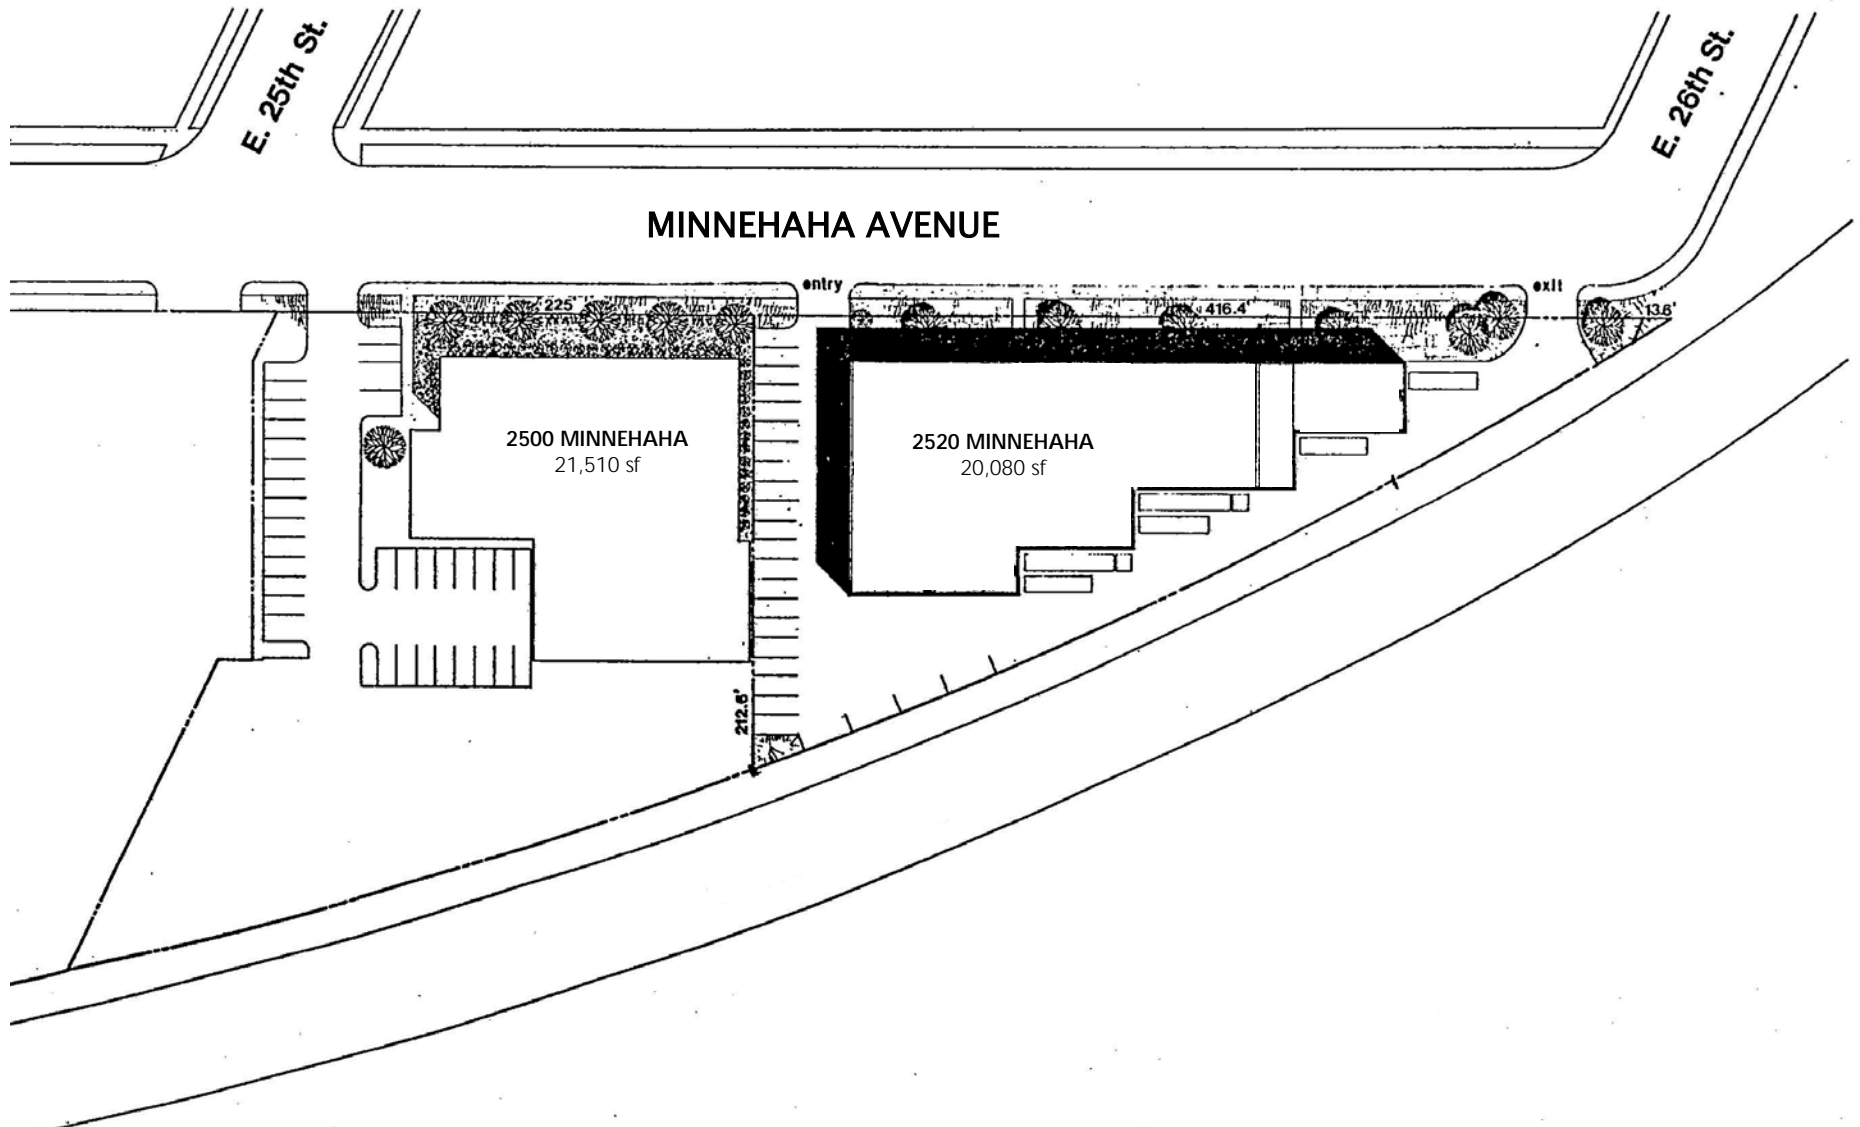 E. 25th St.
E. 26th St.
MINNEHAHA AVENUE
entry
exit
225'
416.4'
13.6'
2500 MINNEHAHA
21,510 sf
2520 MINNEHAHA
20,080 sf
212.6'